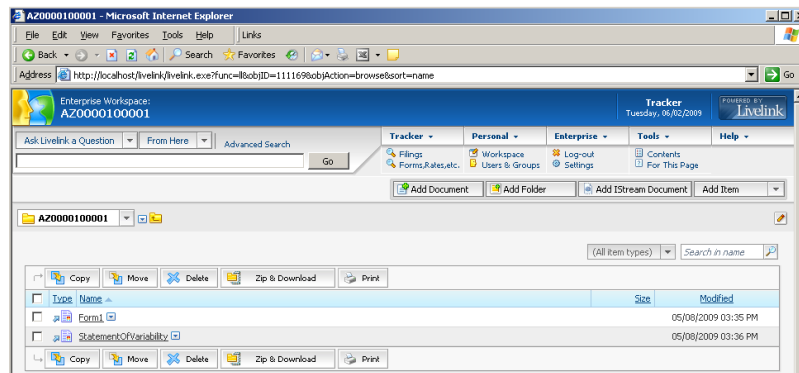 AZ0000100001 - Microsoft Internet Explorer
File Edit View Favorites Tools Help Links
Back Search Favorites
Address http://localhost/livelink/livelink.exe?func=ll&objID=111169&objAction=browse&sort=name Go
Enterprise Workspace:
AZ0000100001
Tracker
Tuesday, 06/02/2009
POWERED BY
Livelink
Ask Livelink a Question From Here Advanced Search
Go
Tracker Personal Enterprise Tools Help
Filings Workspace Log-out Contents
Forms,Rates,etc. Users & Groups Settings For This Page
Add Document Add Folder Add IStream Document Add Item
AZ0000100001
(All item types) Search in name
Copy Move Delete Zip & Download Print
Type Name Size Modified
Form1 05/08/2009 03:35 PM
StatementOfVariability 05/08/2009 03:36 PM
Copy Move Delete Zip & Download Print